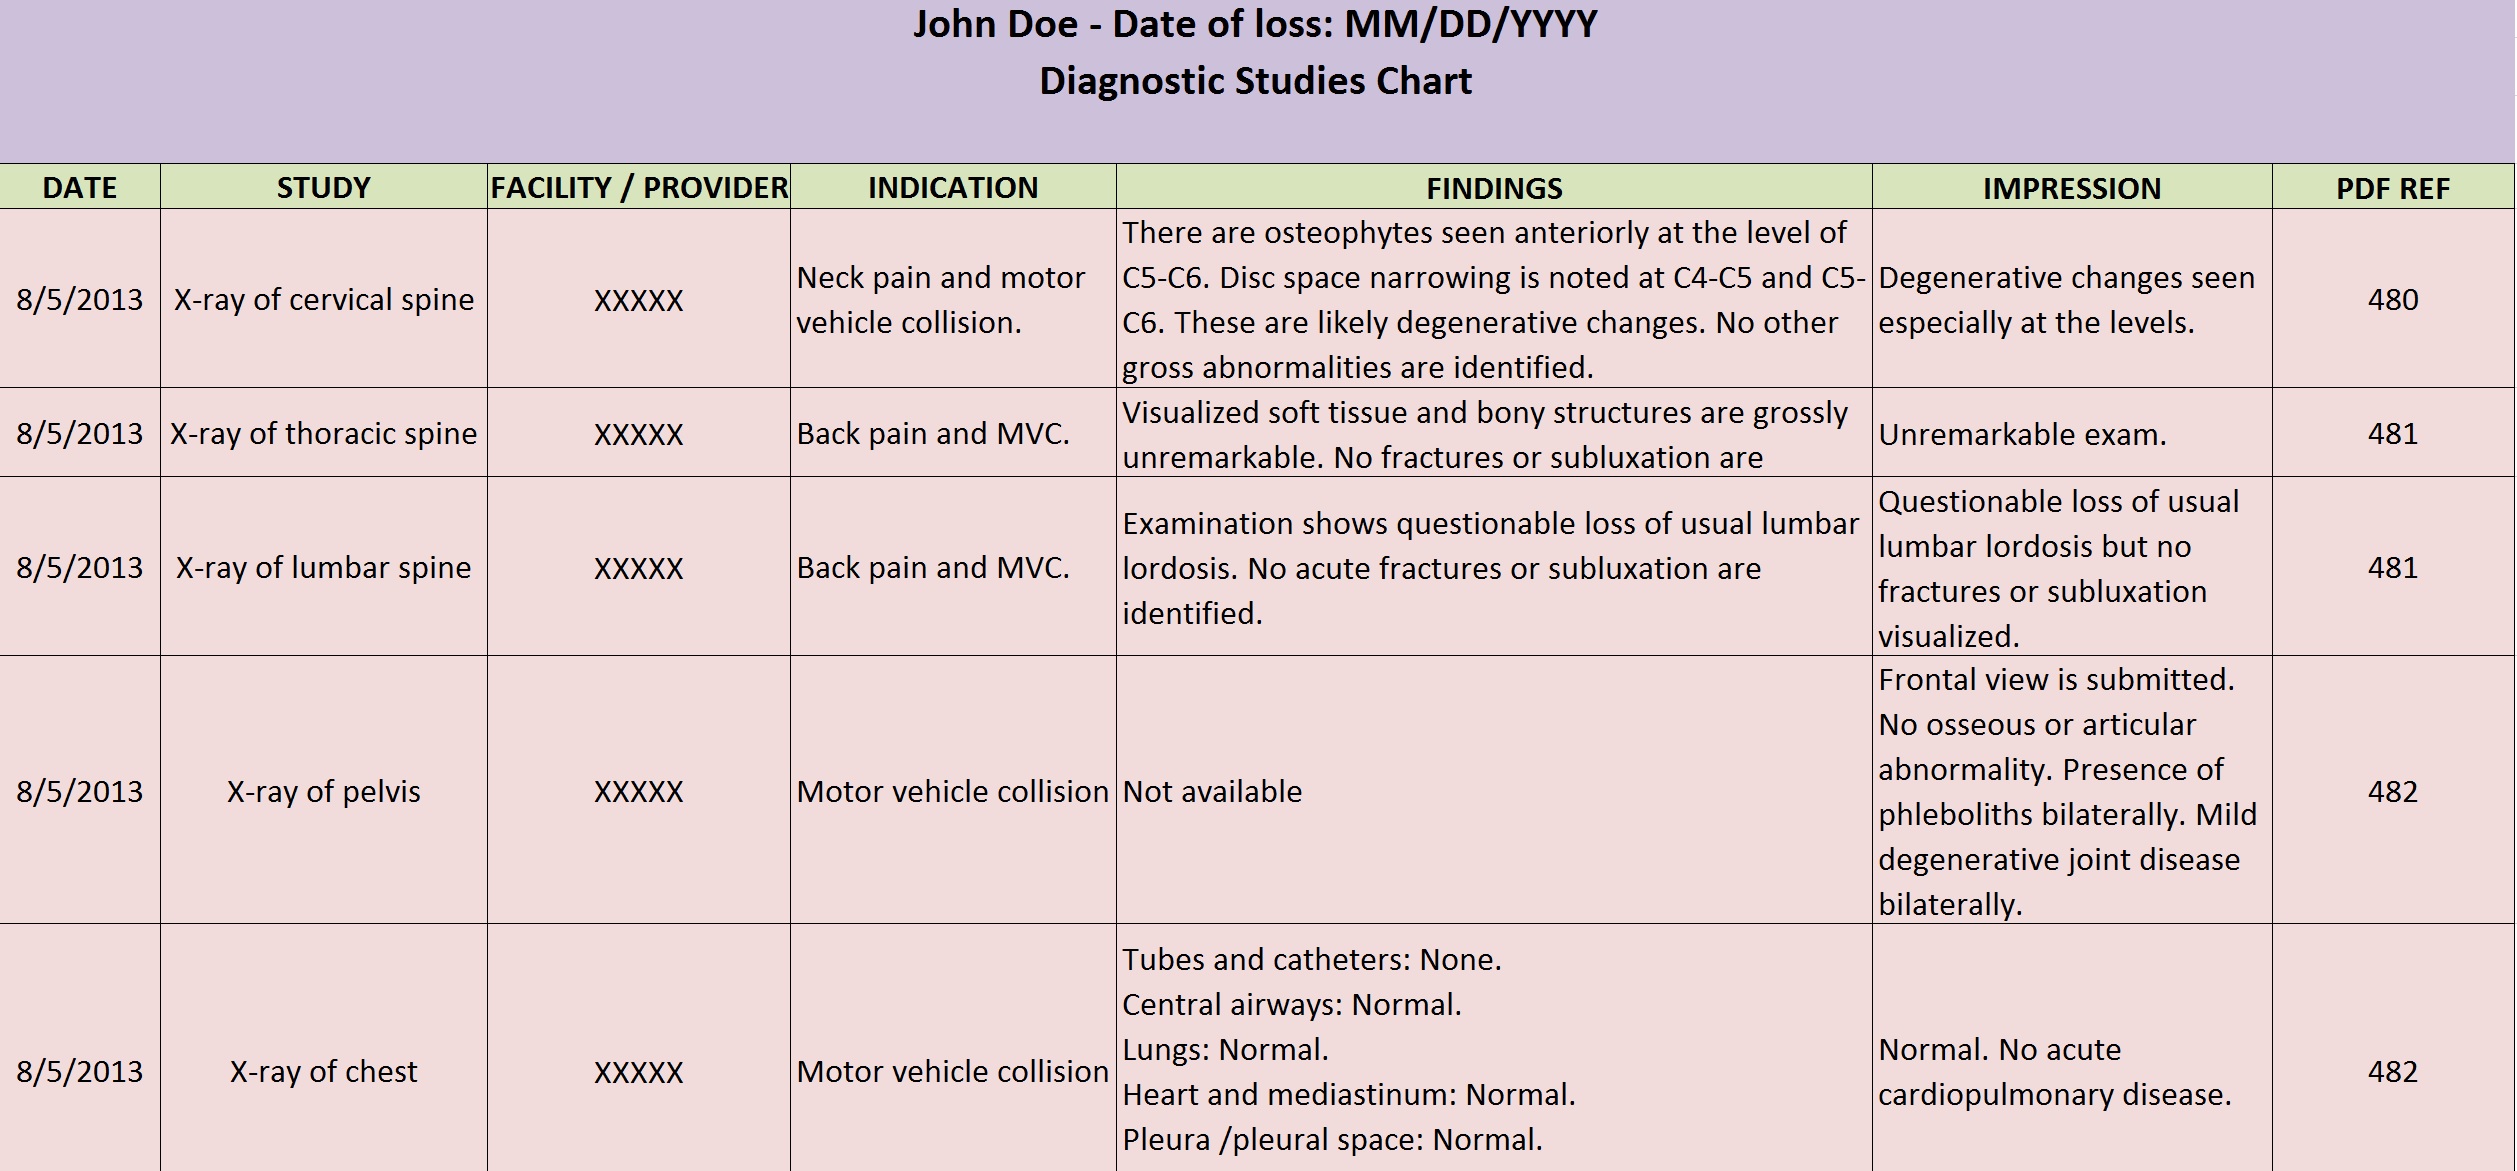 John Doe - Date of loss: MM/DD/YYYY
Diagnostic Studies Chart
DATE STUDY FACILITY / PROVIDER INDICATION FINDINGS IMPRESSION PDF REF
8/5/2013
X-ray of cervical spine
XXXXX
Neck pain and motor
vehicle collision.
There are osteophytes seen anteriorly at the level of
C5-C6. Disc space narrowing is noted at C4-C5 and C5-
C6. These are likely degenerative changes. No other
gross abnormalities are identified.
Degenerative changes seen
especially at the levels.
480
8/5/2013
X-ray of thoracic spine
XXXXX
Back pain and MVC.
Visualized soft tissue and bony structures are grossly
unremarkable. No fractures or subluxation are
Unremarkable exam.
481
8/5/2013
X-ray of lumbar spine
XXXXX
Back pain and MVC.
Examination shows questionable loss of usual lumbar
lordosis. No acute fractures or subluxation are
identified.
Questionable loss of usual
lumbar lordosis but no
fractures or subluxation
visualized.
481
8/5/2013
X-ray of pelvis
XXXXX
Motor vehicle collision
Not available
Frontal view is submitted.
No osseous or articular
abnormality. Presence of
phleboliths bilaterally. Mild
degenerative joint disease
bilaterally.
482
8/5/2013
X-ray of chest
XXXXX
Motor vehicle collision
Tubes and catheters: None.
Central airways: Normal.
Lungs: Normal.
Heart and mediastinum: Normal.
Pleura /pleural space: Normal.
Normal. No acute
cardiopulmonary disease.
482